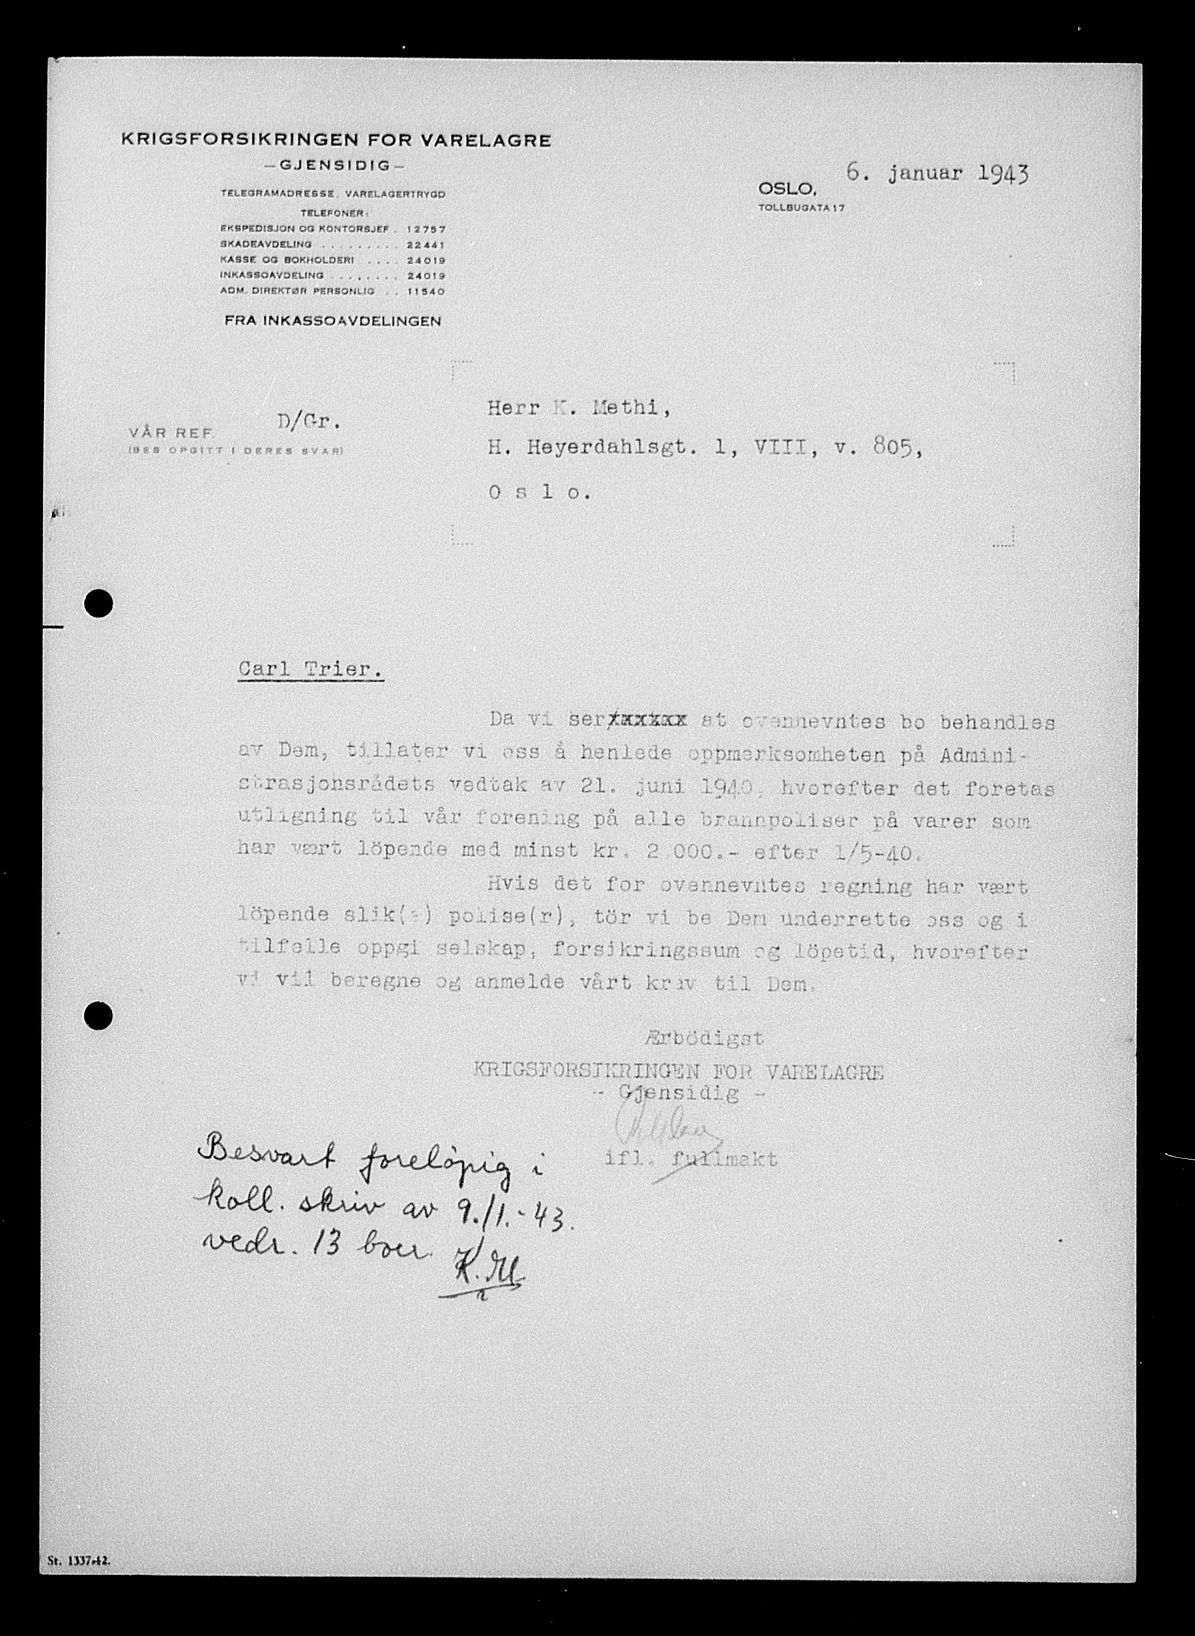 KRIGSFORSIKRINGEN FOR VARELAGRE
—GJENSIDIG—
TELEGRAMADRESSE: VARELAGERTRYGD
TELEFONER:
EKSPEDISJON OG KONTORSJEF . 12757
SKADEAVDELING . . . . . . . . . 22441
KASSE OG BOKHOLDERI . . . . 24019
INKASSOAVDELING . . . . . . . . 24019
ADM. DIREKTØR PERSONLIG . . 11540
FRA INKASSOAVDELINGEN
6. januar 1943
OSLO,
TOLLBUGATA 17
VÅR REF. D/Gr.
(BES OPGITT I DERES SVAR)
Herr K. Methi,
H. Heyerdahlsgt. 1, VIII, v. 805,
O s l o.
Carl Trier.
Da vi ser, at ovennevntes bo behandles
av Dem, tillater vi oss å henlede oppmerksomheten på Admini-
strasjonsrådets vedtak av 21. juni 1940, hvorefter det foretas
utligning til vår forening på alle brannpoliser på varer som
har vært löpende med minst kr. 2.000.- efter 1/5-40.
Hvis det for ovennevntes regning har vært
löpende slik(e) polise(r), tör vi be Dem underrette oss og i
tilfelle oppgi selskap, forsikringssum og löpetid, hvorefter
vi vil beregne og anmelde vårt krav til Dem.
Ærbödigst
KRIGSFORSIKRINGEN FOR VARELAGRE
- Gjensidig -
ifl. fullmakt
Besvart foreløpig i
koll. skriv av 9./1.-43.
vedr. 13 boer.
K. M.
St. 1337-42.